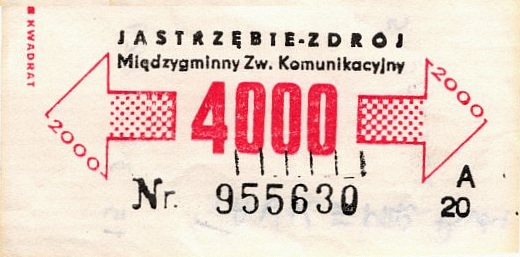 KWADRAT
JASTRZĘBIE-ZDRÓJ
Międzygminny Zw. Komunikacyjny
2000
4000
2000
Nr. 955630
A
20